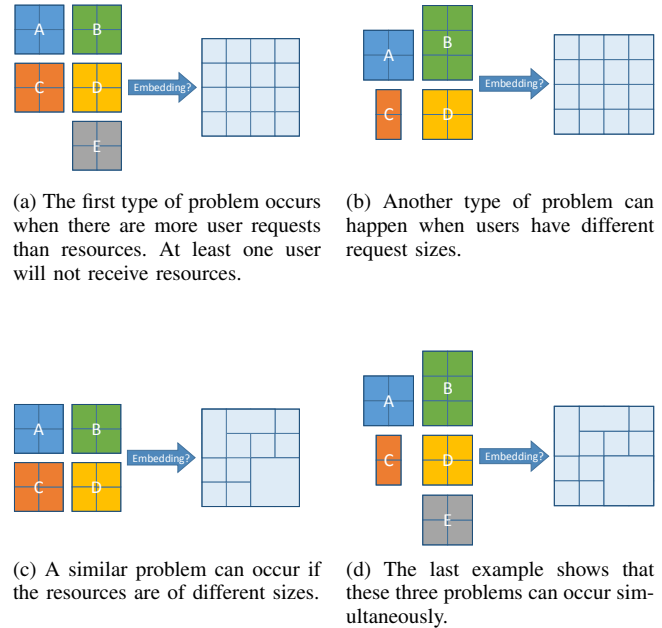 A B
C D
E
Embedding?
(a) The first type of problem occurs
when there are more user requests
than resources. At least one user
will not receive resources.
A B
C D
Embedding?
(b) Another type of problem can
happen when users have different
request sizes.
A B
C D
Embedding?
(c) A similar problem can occur if
the resources are of different sizes.
A B
C D
E
Embedding?
(d) The last example shows that
these three problems can occur sim-
ultaneously.